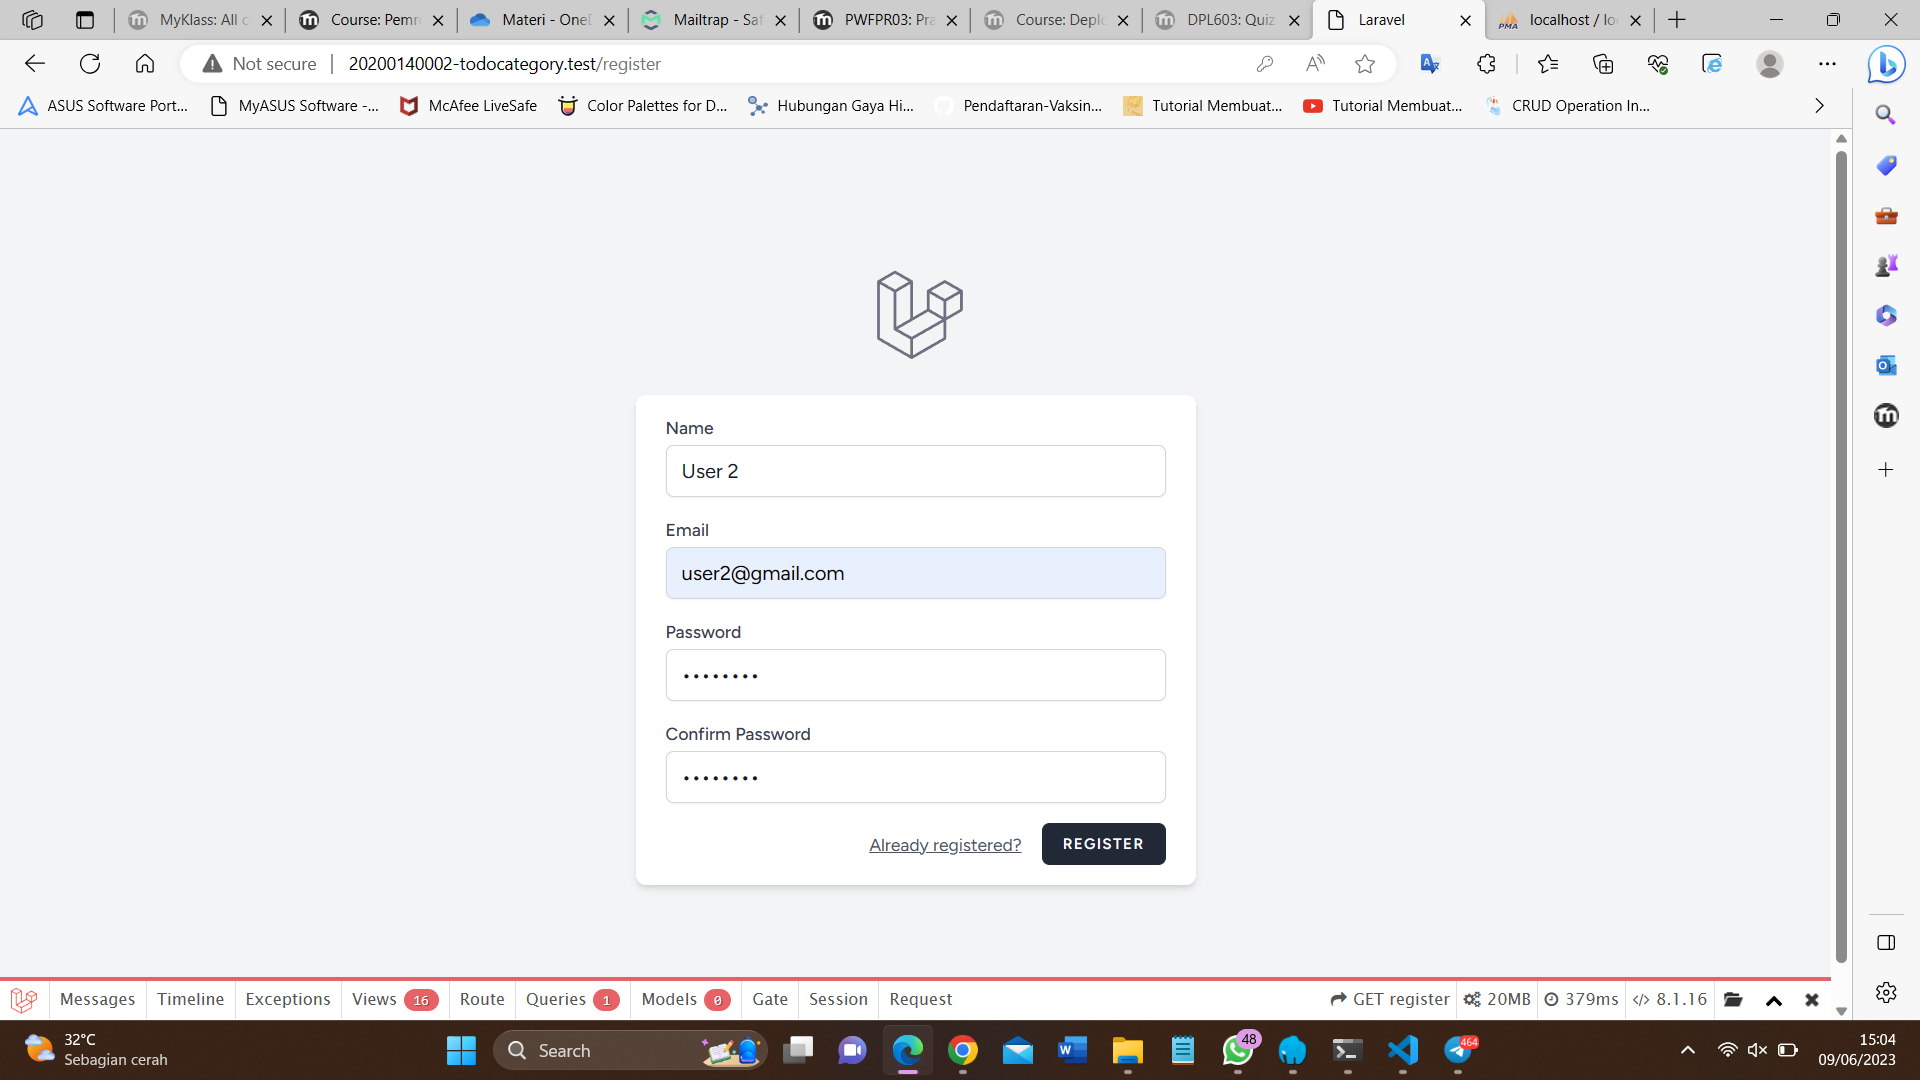 MyKlass: All c
Course: Pemr
Materi - OneD
Mailtrap - Saf
PWFPR03: Pra
Course: Deplo
DPL603: Quiz
Laravel
localhost / loc
Not secure
20200140002-todocategory.test/register
ASUS Software Port...
MyASUS Software -...
McAfee LiveSafe
Color Palettes for D...
Hubungan Gaya Hi...
Pendaftaran-Vaksin...
Tutorial Membuat...
Tutorial Membuat...
CRUD Operation In...
Name
User 2
Email
user2@gmail.com
Password
••••••••
Confirm Password
••••••••
Already registered?
REGISTER
Messages
Timeline
Exceptions
Views 16
Route
Queries 1
Models 0
Gate
Session
Request
GET register
20MB
379ms
8.1.16
32°C
Sebagian cerah
Search
48
464
15:04
09/06/2023